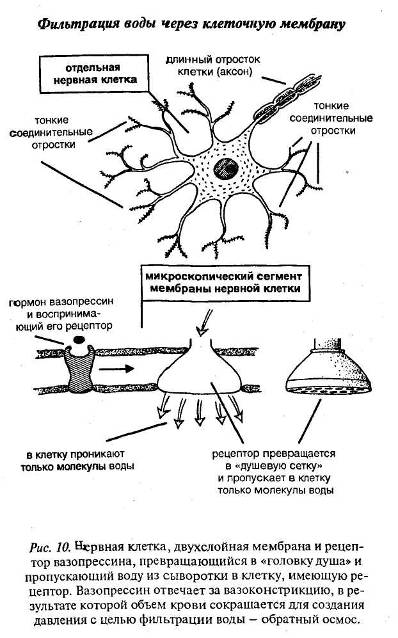 Фильтрация воды через клеточную мембрану
отдельная
нервная клетка
длинный отросток
клетки (аксон)
тонкие
соединительные
отростки
тонкие
соединительные
отростки
микроскопический сегмент
мембраны нервной клетки
гормон вазопрессин
и воспринима-
ющий его рецептор
в клетку проникают
только молекулы воды
рецептор превращается
в «душевую сетку»
и пропускает в клетку
только молекулы воды
Рис. 10. Нервная клетка, двухслойная мембрана и рецеп-
тор вазопрессина, превращающийся в «головку душа» и
пропускающий воду из сыворотки в клетку, имеющую ре-
цептор. Вазопрессин отвечает за вазоконстрикцию, в ре-
зультате которой объем крови сокращается для создания
давления с целью фильтрации воды – обратный осмос.